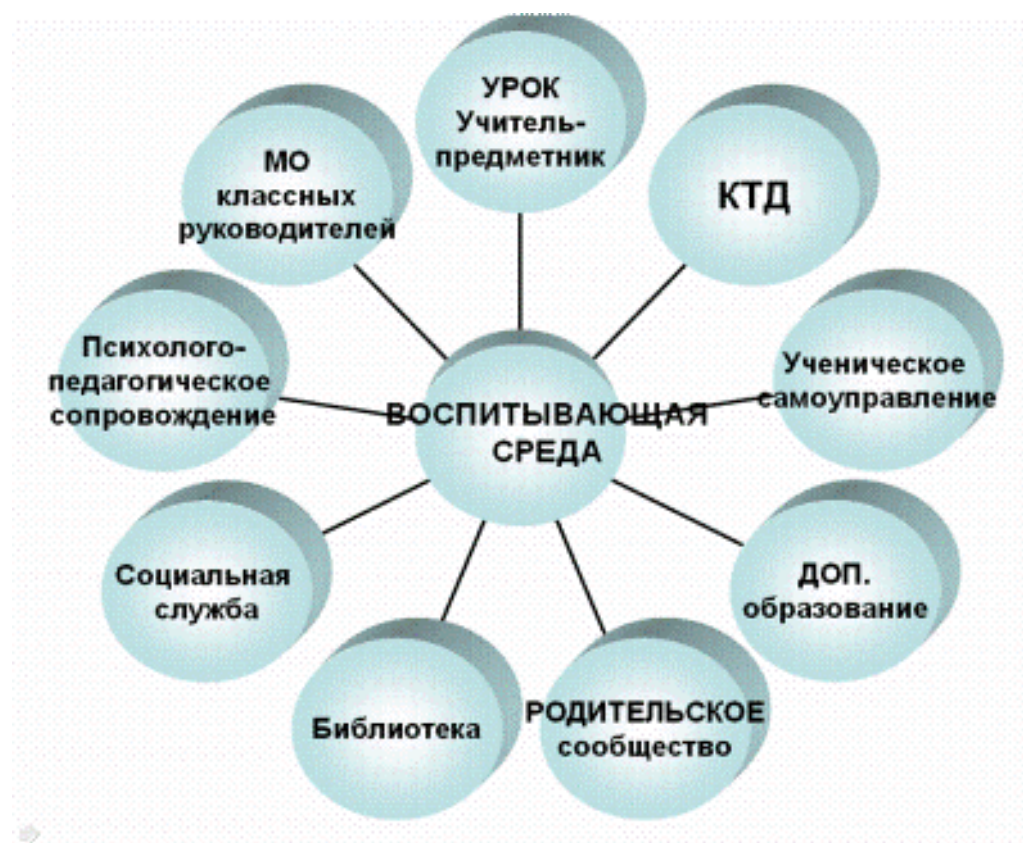 УРОК
Учитель-
предметник
МО
классных
руководителей
КТД
Психолого-
педагогическое
сопровождение
Ученическое
самоуправление
ВОСПИТЫВАЮЩАЯ
СРЕДА
Социальная
служба
ДОП.
образование
Библиотека
РОДИТЕЛЬСКОЕ
сообщество